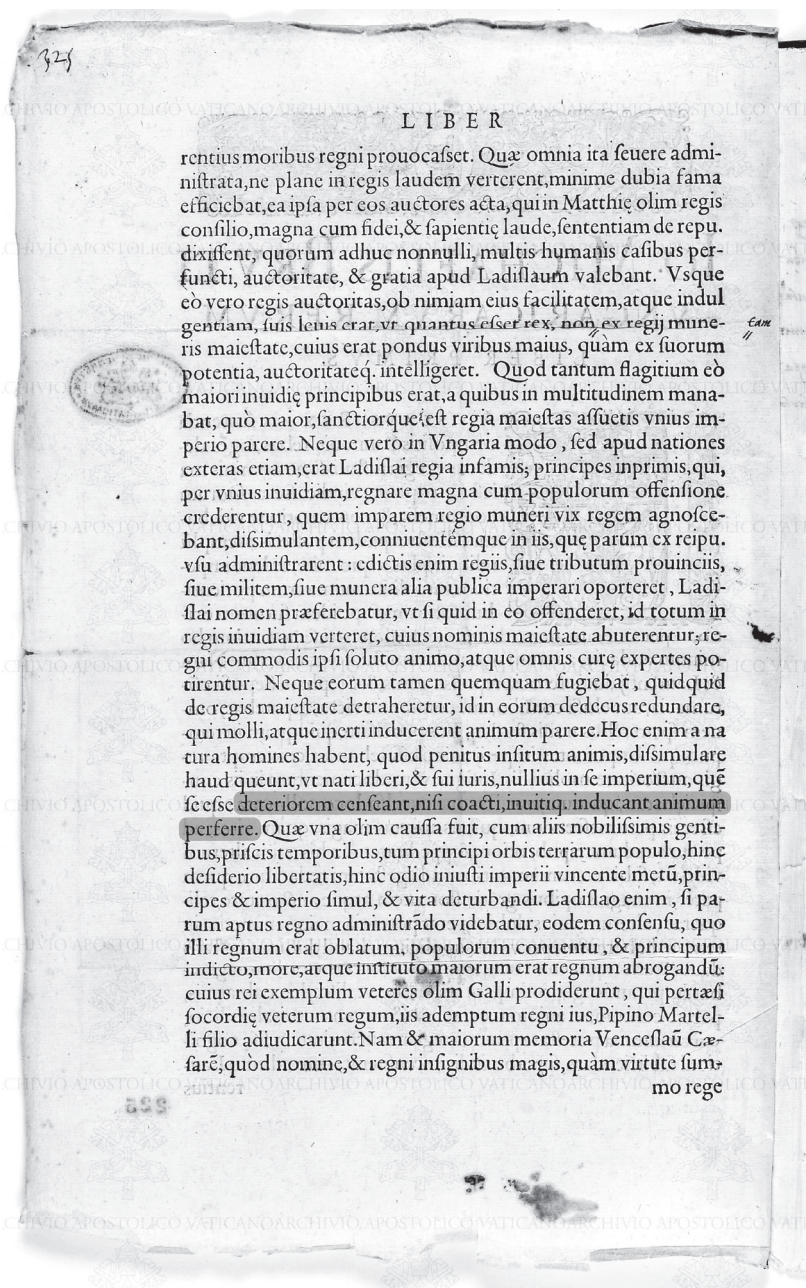 325
LIBER
rentius moribus regni prouocaſset. Quæ omnia ita ſeuere admi-
niſtrata,ne plane in regis laudem verterent,minime dubia fama
efficiebat,ea ipſa per eos auctores acta,qui in Matthię olim regis
conſilio,magna cum fidei,& ſapientię laude,ſententiam de repu.
dixiſſent, quorum adhuc nonnulli, multis humanis caſibus per-
functi, auctoritate, & gratia apud Ladiſlaum valebant. Vsque
eò vero regis auctoritas,ob nimiam eius facilitatem,atque indul
gentiam, ſuis leuis erat,vt quantus eſset rex, non ex regij mune-
eam
ris maieſtate,cuius erat pondus viribus maius, quàm ex ſuorum
potentia, auctoritateq. intelligeret. Quod tantum flagitium eò
maiori inuidię principibus erat,a quibus in multitudinem mana-
bat, quò maior,ſanctiorq́ue,eſt regia maieſtas aſſuetis vnius im-
perio parere. Neque vero in Vngaria modo, ſed apud nationes
exteras etiam,erat Ladiſlai regia infamis; principes inprimis,qui,
per vnius inuidiam,regnare magna cum populorum offenſione
crederentur, quem imparem regio muneri vix regem agnoſce-
bant,diſsimulantem,conniuentémque in iis,quę parum ex reipu.
vſu adminiſtrarent: edictis enim regiis,ſiue tributum prouinciis,
ſiue militem,ſiue munera alia publica imperari oporteret, Ladi-
ſlai nomen præferebatur, vt ſi quid in eo offenderet, id totum in
regis inuidiam verteret, cuius nominis maieſtate abuterentur, re-
gni commodis ipſi ſoluto animo,atque omnis curę expertes po-
tirentur. Neque eorum tamen quemquam fugiebat, quidquid
de regis maieſtate detraheretur, id in eorum dedecus redundare,
qui molli,atque inerti inducerent animum parere.Hoc enim a na
tura homines habent, quod penitus inſitum animis,diſsimulare
haud queunt,vt nati liberi,& ſui iuris,nullius in ſe imperium,quẽ
ſe eſse deteriorem cenſeant,niſi coacti,inuitiq. inducant animum
perferre. Quæ vna olim cauſſa fuit, cum aliis nobiliſsimis genti-
bus,priſcis temporibus,tum principi orbis terrarum populo,hinc
deſiderio libertatis,hinc odio iniuſti imperii vincente metũ,prin-
cipes & imperio ſimul, & vita deturbandi. Ladiſlao enim, ſi pa-
rum aptus regno adminiſtrãdo videbatur, eodem conſenſu, quo
illi regnum erat oblatum, populorum conuentu, & principum
indicto,more,atque inſtituto maiorum erat regnum abrogandũ:
cuius rei exemplum veteres olim Galli prodiderunt, qui pertæſi
ſocordię veterum regum,iis ademptum regni ius,Pipino Martel-
li filio adiudicarunt.Nam & maiorum memoria Venceſlaũ Cæ-
ſarẽ,quòd nomine,& regni inſignibus magis,quàm virtute ſum-
mo rege